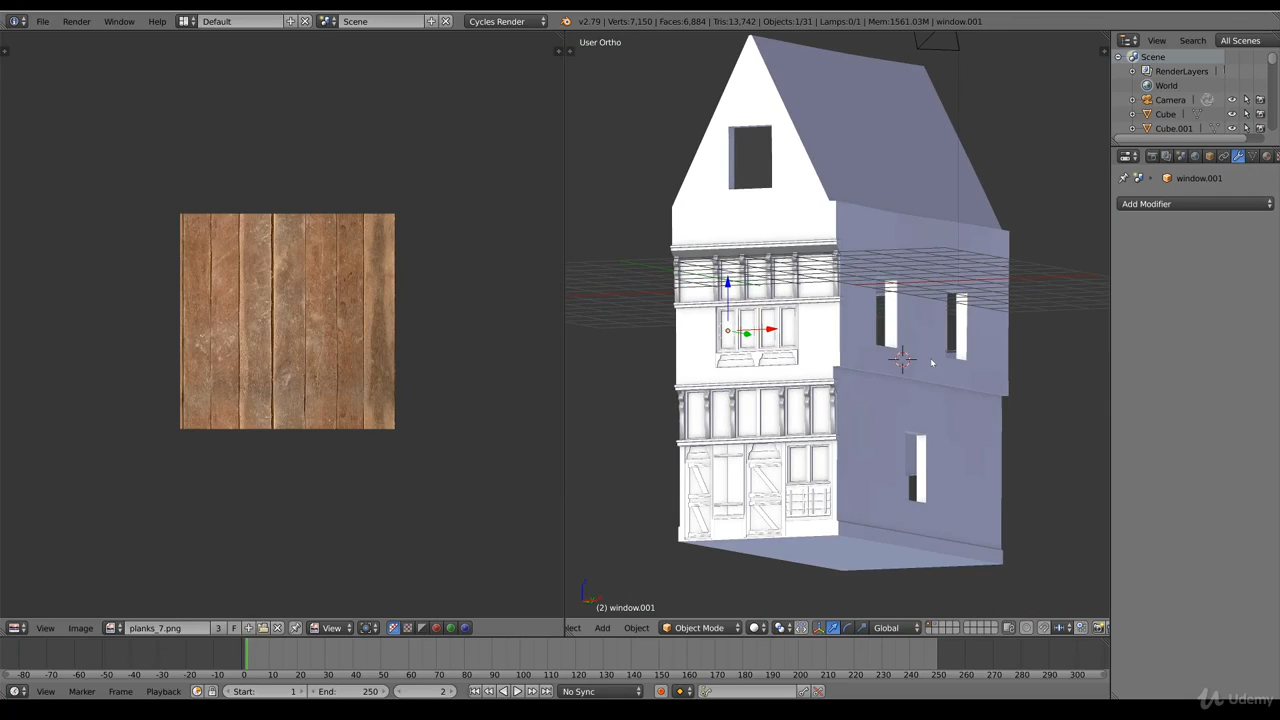 File Render Window Help Default Scene Cycles Render v2.79 | Verts:7,150 | Faces:6,884 | Tris:13,742 | Objects:1/31 | Lamps:0/1 | Mem:1561.03M | window.001
User Ortho
View Search All Scenes
Scene
RenderLayers
World
Camera
Cube
Cube.001
window.001
Add Modifier
(2) window.001
View Image planks_7.png 3 F View
lect Add Object Object Mode Global
-80 -70 -60 -50 -40 -30 -20 -10 0 10 20 30 40 50 60 70 80 90 100 110 120 130 140 150 160 170 180 190 200 210 220 230 240 250 260 270 280 290 300
View Marker Frame Playback Start: 1 End: 250 2 No Sync
Udemy